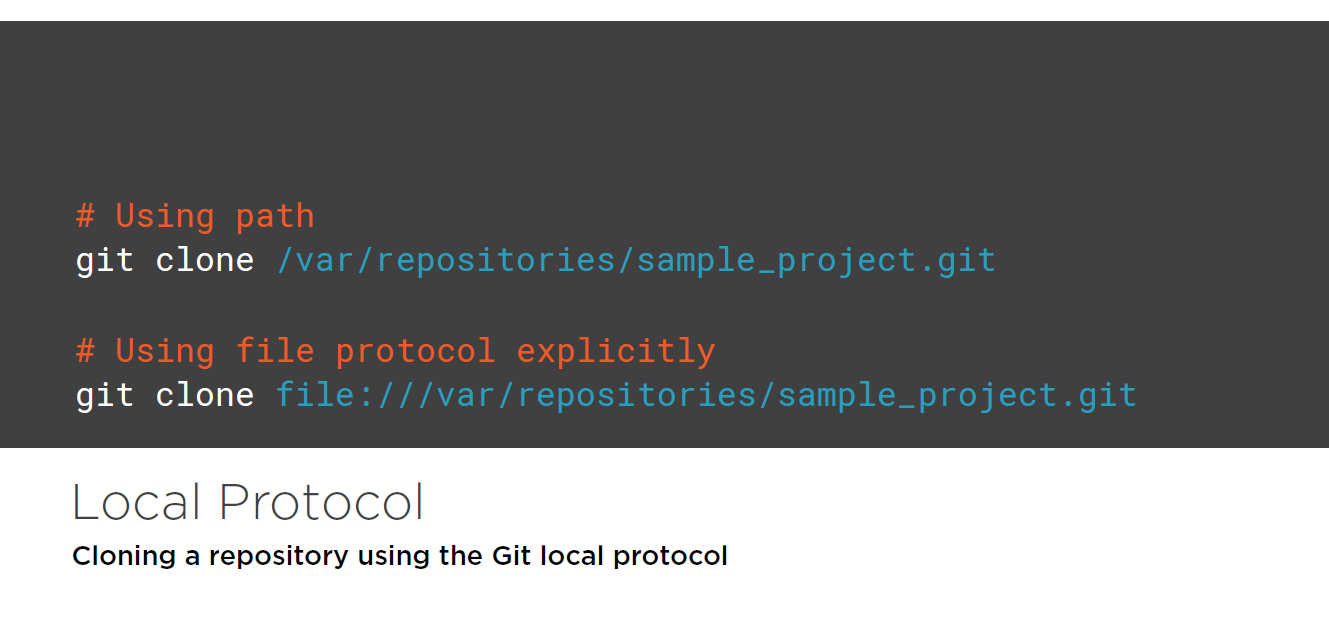 # Using path
git clone /var/repositories/sample_project.git
# Using file protocol explicitly
git clone file:///var/repositories/sample_project.git
Local Protocol
Cloning a repository using the Git local protocol